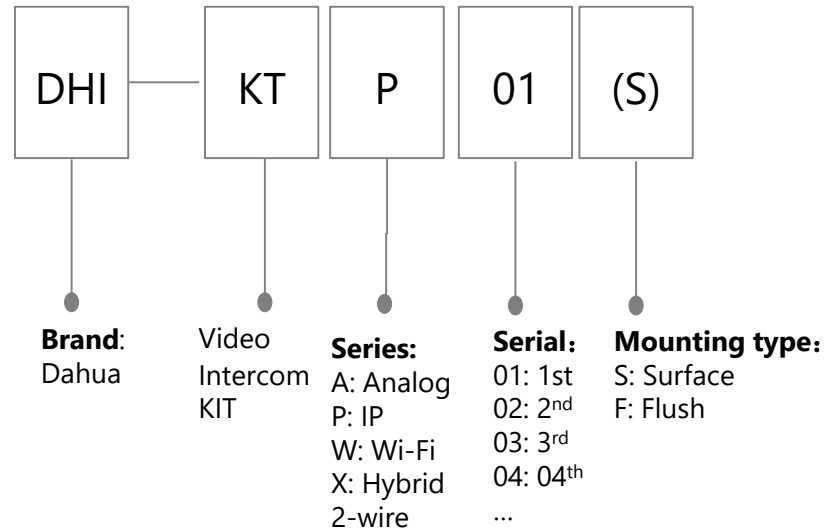 DHI KT P 01 (S)
Brand:
Dahua
Video
Intercom
KIT
Series:
A: Analog
P: IP
W: Wi-Fi
X: Hybrid
2-wire
Serial：
01: 1st
02: 2nd
03: 3rd
04: 04th
...
Mounting type：
S: Surface
F: Flush